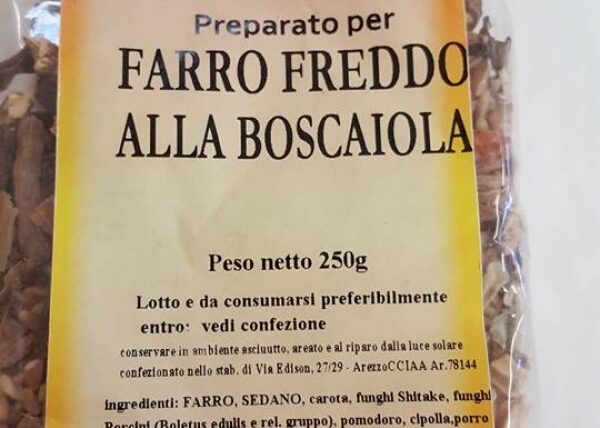 Preparato per
FARRO FREDDO
ALLA BOSCAIOLA
Peso netto 250g
Lotto e da consumarsi preferibilmente
entro: vedi confezione
conservare in ambiente asciuutto, areato e al riparo dalla luce solare
confezionato nello stab. di Via Edison, 27/29 - ArezzoCCIAA Ar.78144
ingredienti: FARRO, SEDANO, carota, funghi Shitake, funghi
Porcini (Boletus edulis e rel. gruppo), pomodoro, cipolla,porro